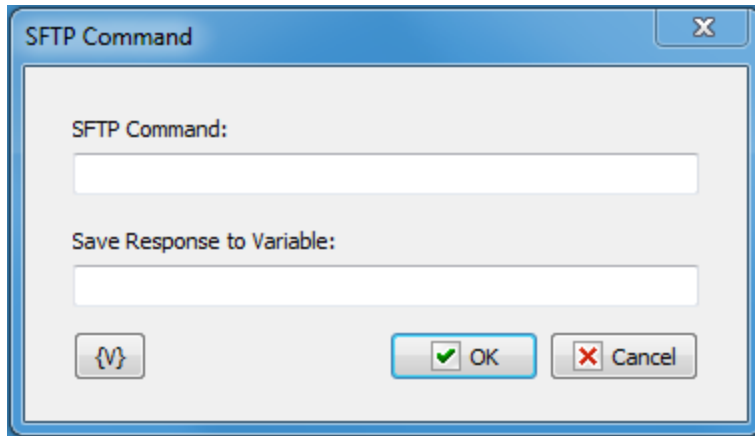 SFTP Command
SFTP Command:
Save Response to Variable:
{V} OK Cancel